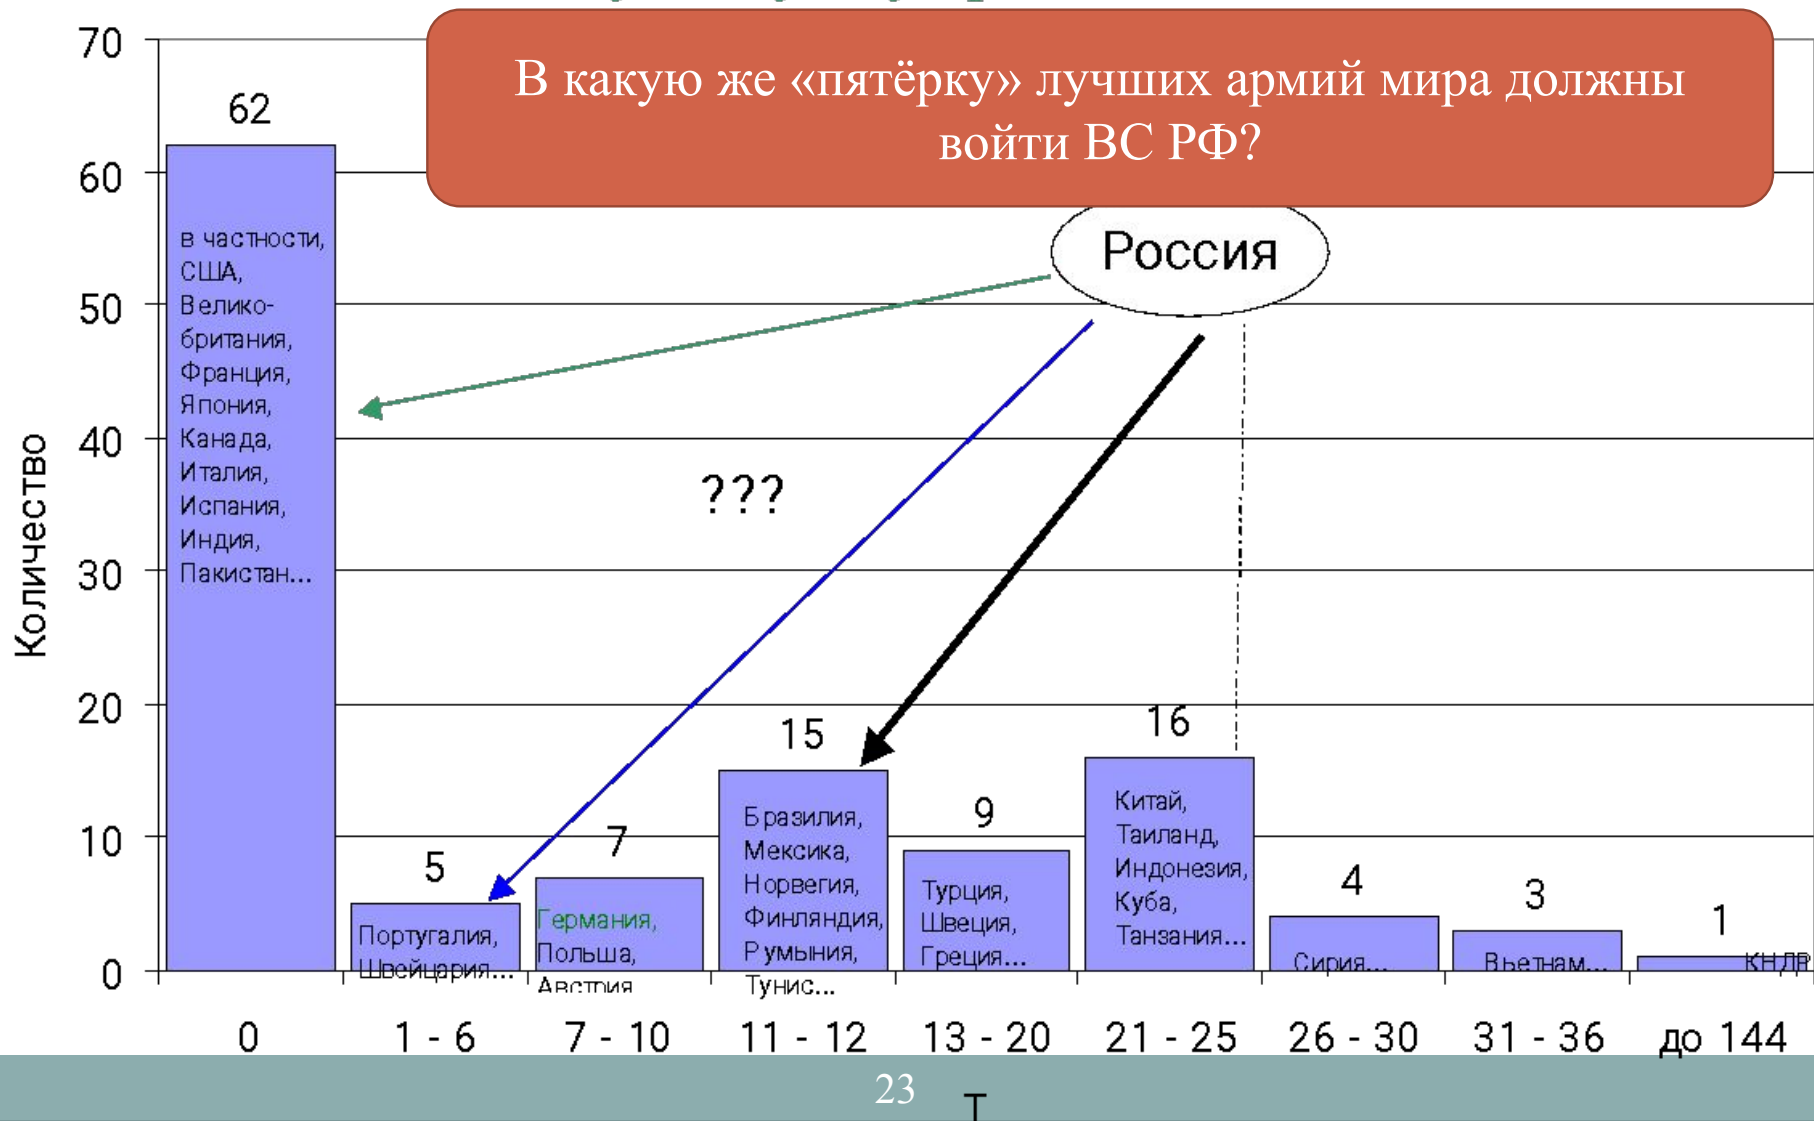 В какую же «пятёрку» лучших армий мира должны
войти ВС РФ?
Количество
70
60
50
40
30
20
10
0
62
в частности,
США,
Велико-
британия,
Франция,
Япония,
Канада,
Италия,
Испания,
Индия,
Пакистан...
Россия
???
5
Португалия,
Швейцария...
7
Германия,
Польша,
Австрия
15
Бразилия,
Мексика,
Норвегия,
Финляндия,
Румыния,
Тунис...
9
Турция,
Швеция,
Греция...
16
Китай,
Таиланд,
Индонезия,
Куба,
Танзания...
4
Сирия...
3
Вьетнам...
1
КНДР
0
1 - 6
7 - 10
11 - 12
13 - 20
21 - 25
26 - 30
31 - 36
до 144
23